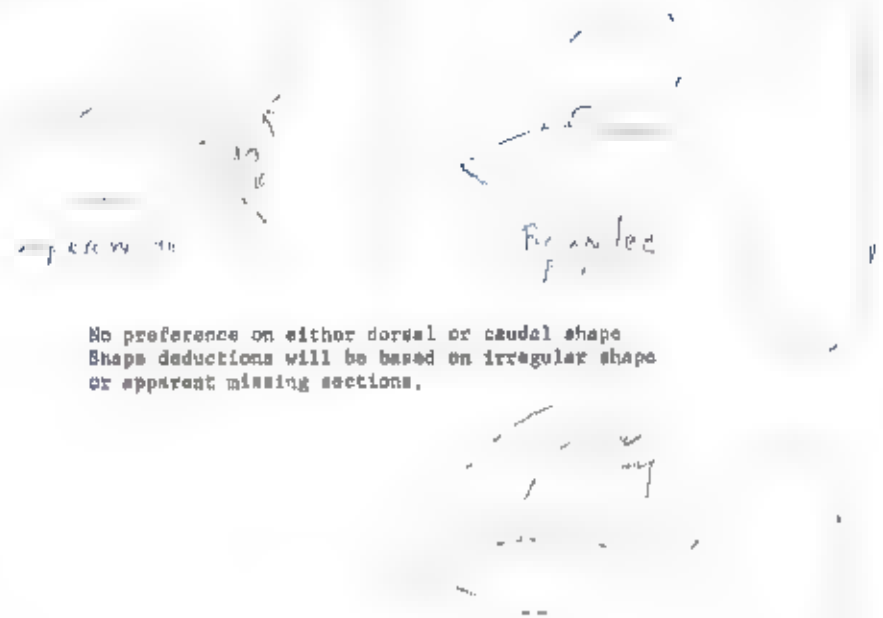 No preference on either dorsal or caudal shape
Shape deductions will be based on irregular shape
or apparent missing sections.